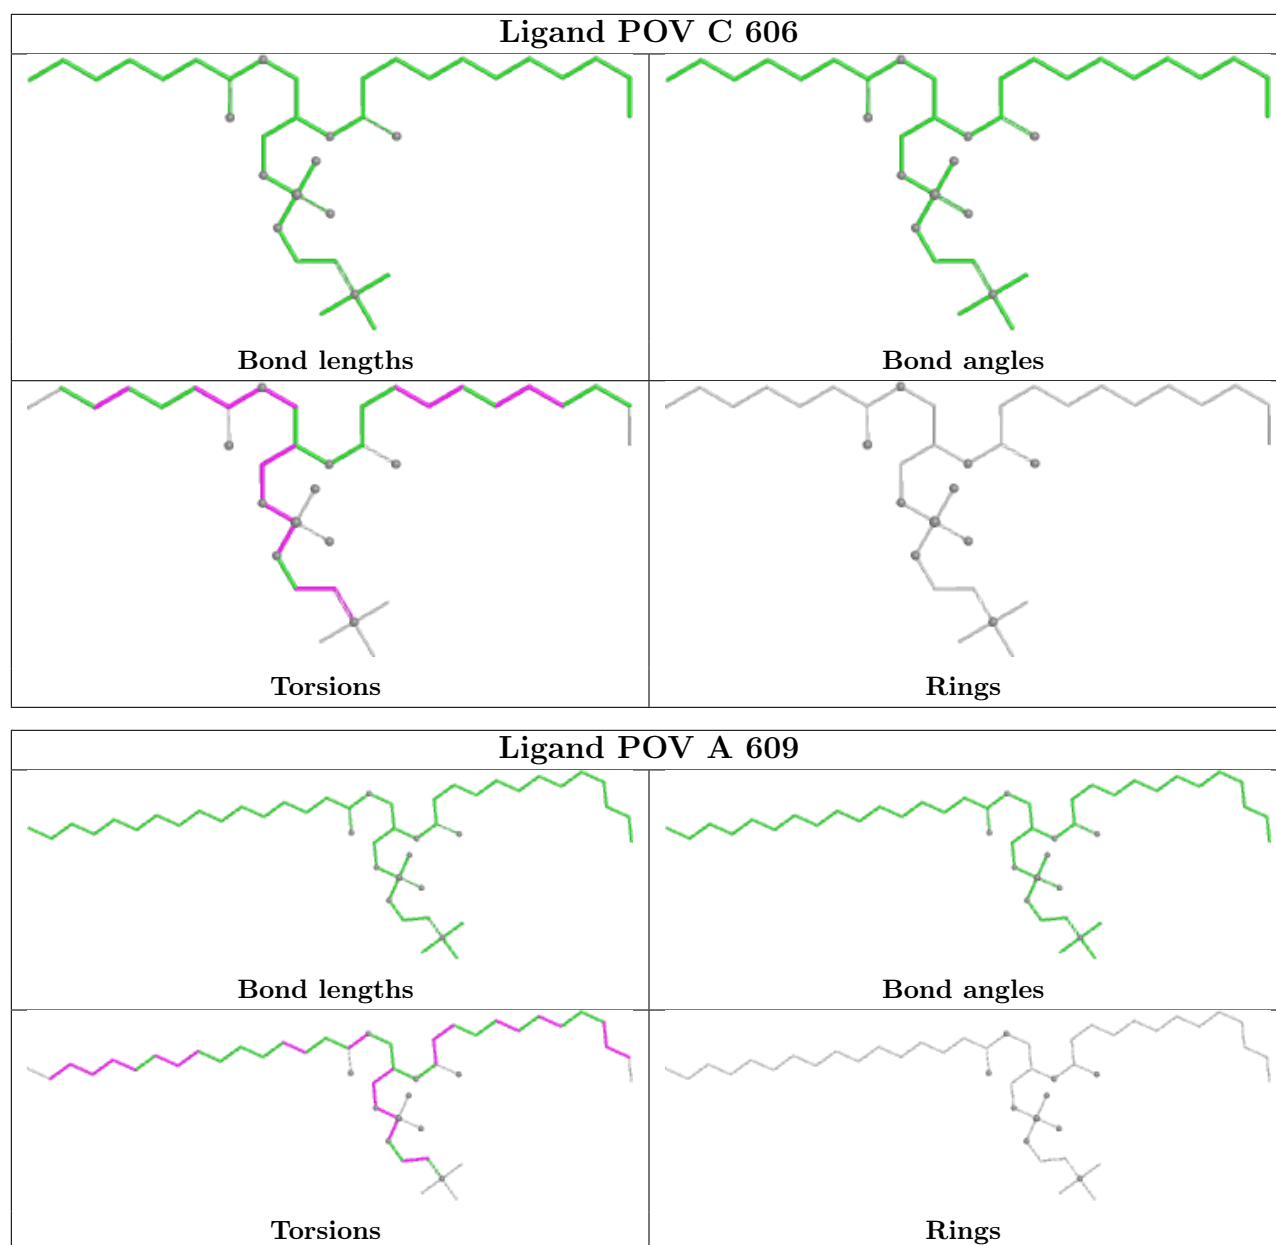 Ligand POV C 606
Bond lengths
Bond angles
Torsions
Rings
Ligand POV A 609
Bond lengths
Bond angles
Torsions
Rings